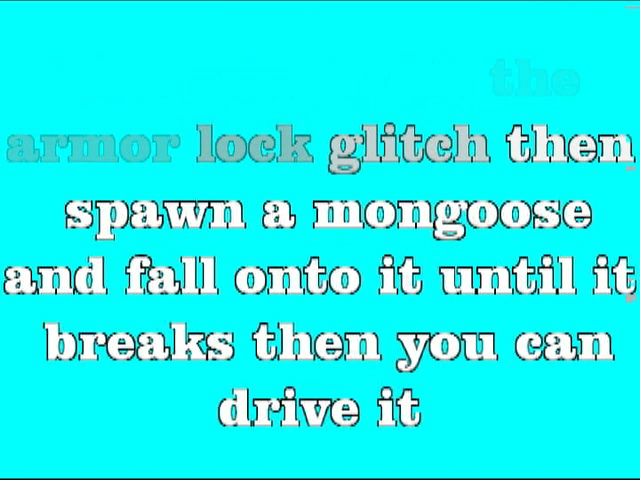 the
armor lock glitch then
spawn a mongoose
and fall onto it until it
breaks then you can
drive it